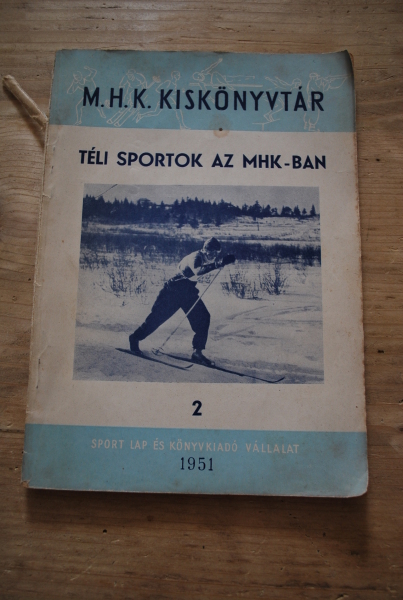 M.H.K. KISKÖNYVTÁR
TÉLI SPORTOK AZ MHK-BAN
2
SPORT LAP ÉS KÖNYVKIADÓ VÁLLALAT
1951